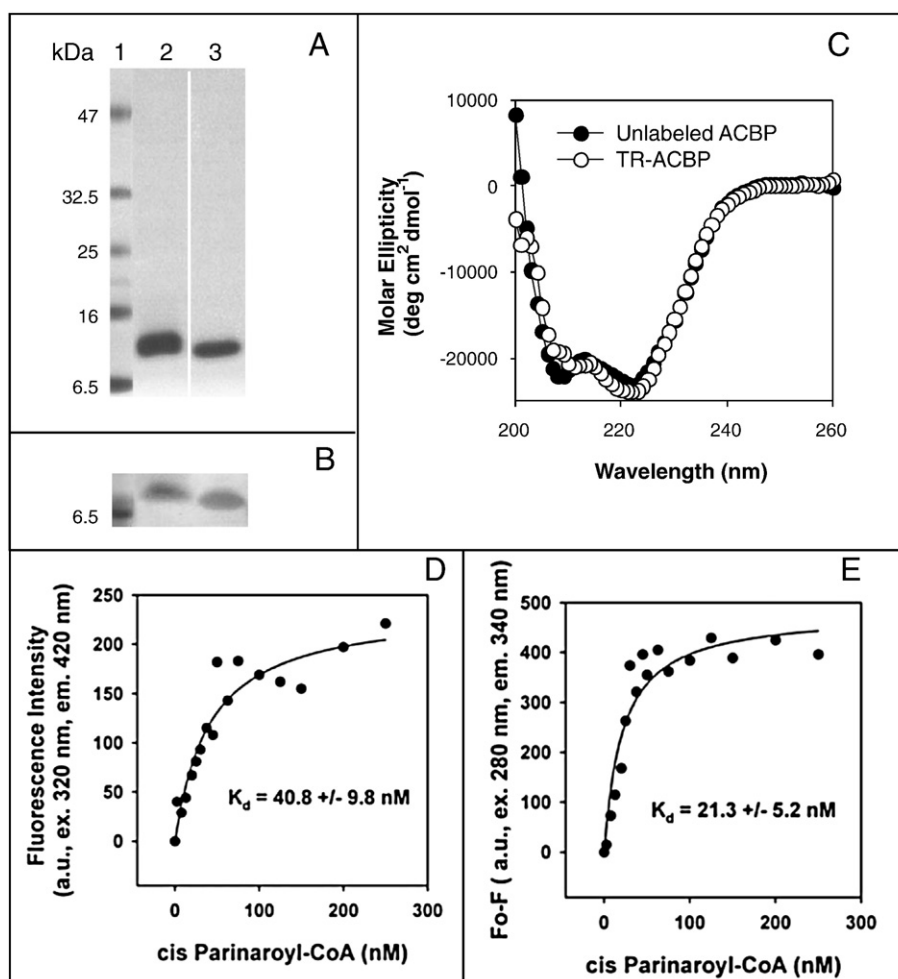 A
kDa 1 2 3
47
32.5
25
16
6.5
B
6.5
C
Unlabeled ACBP
TR-ACBP
Molar Ellipticity
(deg cm² dmol⁻¹)
10000
0
-10000
-20000
200 220 240 260
Wavelength (nm)
D
Fluorescence Intensity
(a.u., ex. 320 nm, em. 420 nm)
250
200
150
100
50
0
Kd = 40.8 +/- 9.8 nM
0 100 200 300
cis Parinaroyl-CoA (nM)
E
Fo-F ( a.u., ex. 280 nm, em. 340 nm)
500
400
300
200
100
0
Kd = 21.3 +/- 5.2 nM
0 100 200 300
cis Parinaroyl-CoA (nM)